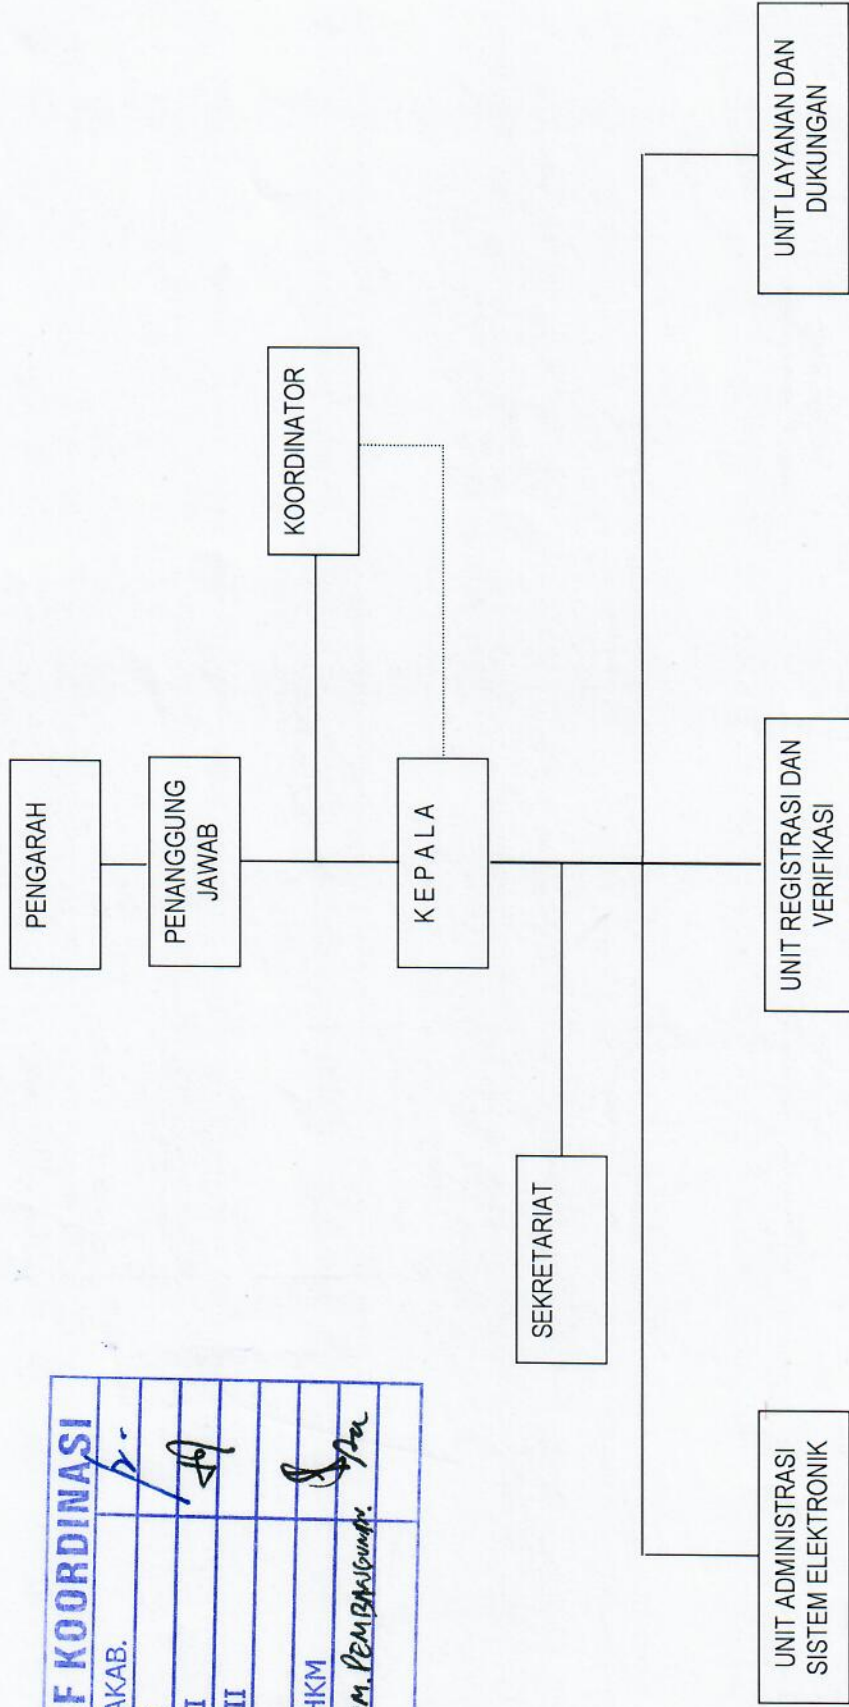 PENGARAH
PENANGGUNG
JAWAB
KOORDINATOR
K E P A L A
SEKRETARIAT
UNIT ADMINISTRASI
SISTEM ELEKTRONIK
UNIT REGISTRASI DAN
VERIFIKASI
UNIT LAYANAN DAN
DUKUNGAN
F KOORDINASI
AKAB.
I
II
HKM
M. PEMBANGUNAN.